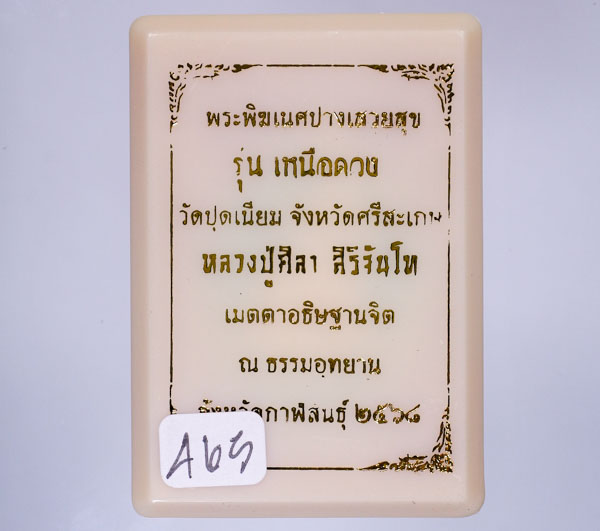 พระพิฆเนศปางเสวยสุข
รุ่น เหนือดวง
วัดปุดเนียม จังหวัดศรีสะเกษ
หลวงปู่ศิลา สิริจันโท
เมตตาอธิษฐานจิต
ณ ธรรมอุทยาน
จังหวัดกาฬสินธุ์ ๒๕๖๘